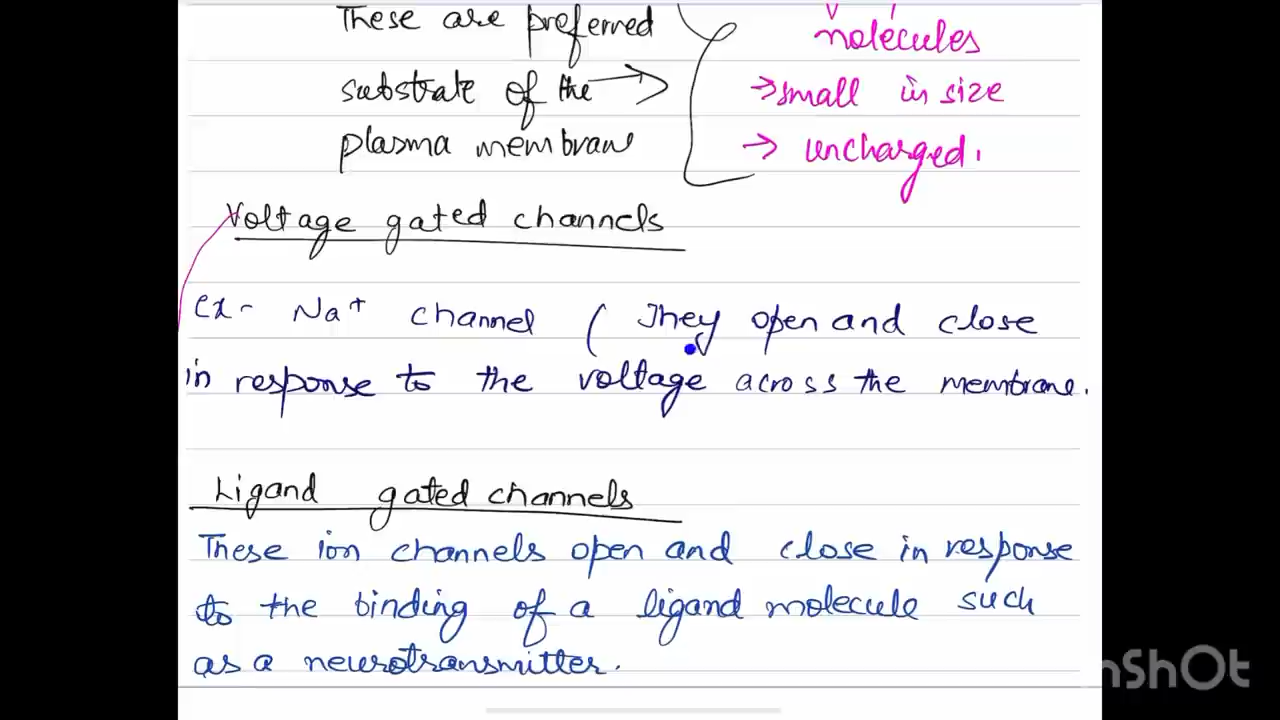 These are preferred
substrate of the →
plasma membrane
molecules
→ small in size
→ uncharged.
Voltage gated channels
ex- Na+ channel ( They open and close
in response to the voltage across the membrane.
Ligand gated channels
These ion channels open and close in response
to the binding of a ligand molecule such
as a neurotransmitter.
nShOt